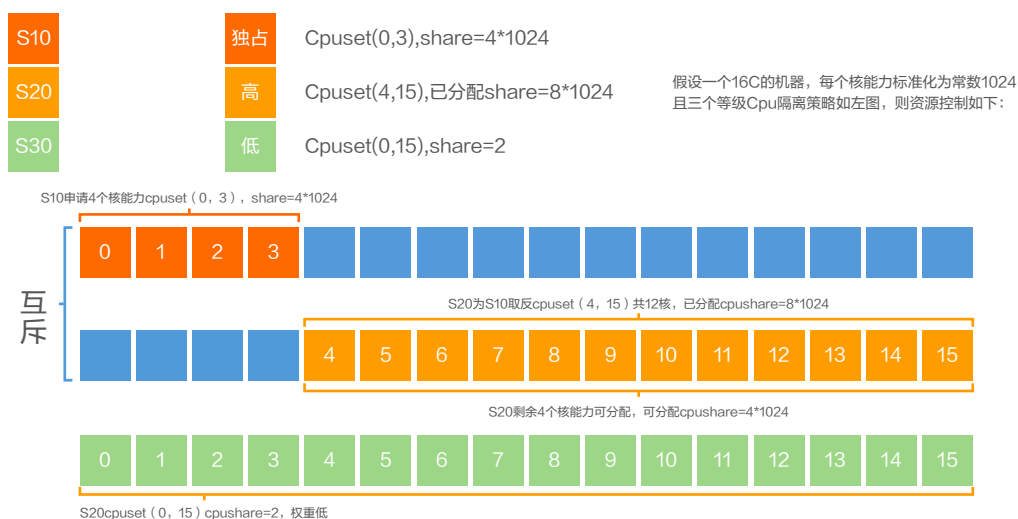 S10 独占 Cpuset(0,3),share=4*1024
S20 高 Cpuset(4,15),已分配share=8*1024
S30 低 Cpuset(0,15),share=2
假设一个16C的机器，每个核能力标准化为常数1024
且三个等级Cpu隔离策略如左图，则资源控制如下：
S10申请4个核能力cpuset（0，3），share=4*1024
0 1 2 3
互斥
S20为S10取反cpuset（4，15）共12核，已分配cpushare=8*1024
4 5 6 7 8 9 10 11 12 13 14 15
S20剩余4个核能力可分配，可分配cpushare=4*1024
0 1 2 3 4 5 6 7 8 9 10 11 12 13 14 15
S20cpuset（0，15）cpushare=2，权重低